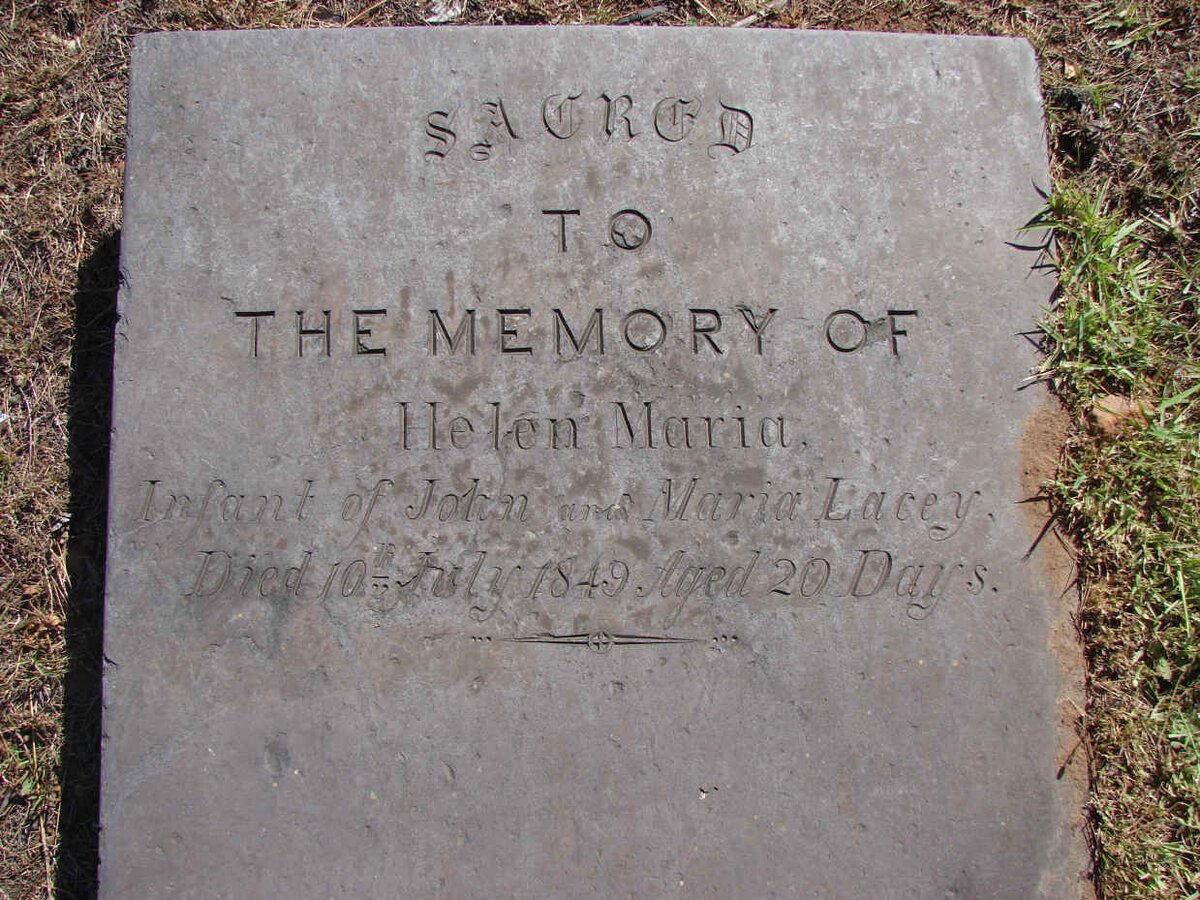 SACRED
TO
THE MEMORY OF
Helen Maria,
Infant of John and Maria Lacey,
Died 10th July 1849, Aged 20 Days.